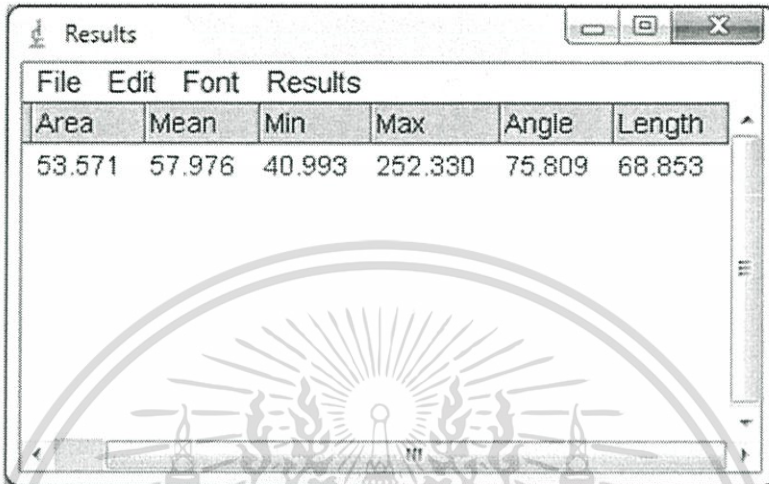 Results
File Edit Font Results
Area Mean Min Max Angle Length
53.571 57.976 40.993 252.330 75.809 68.853